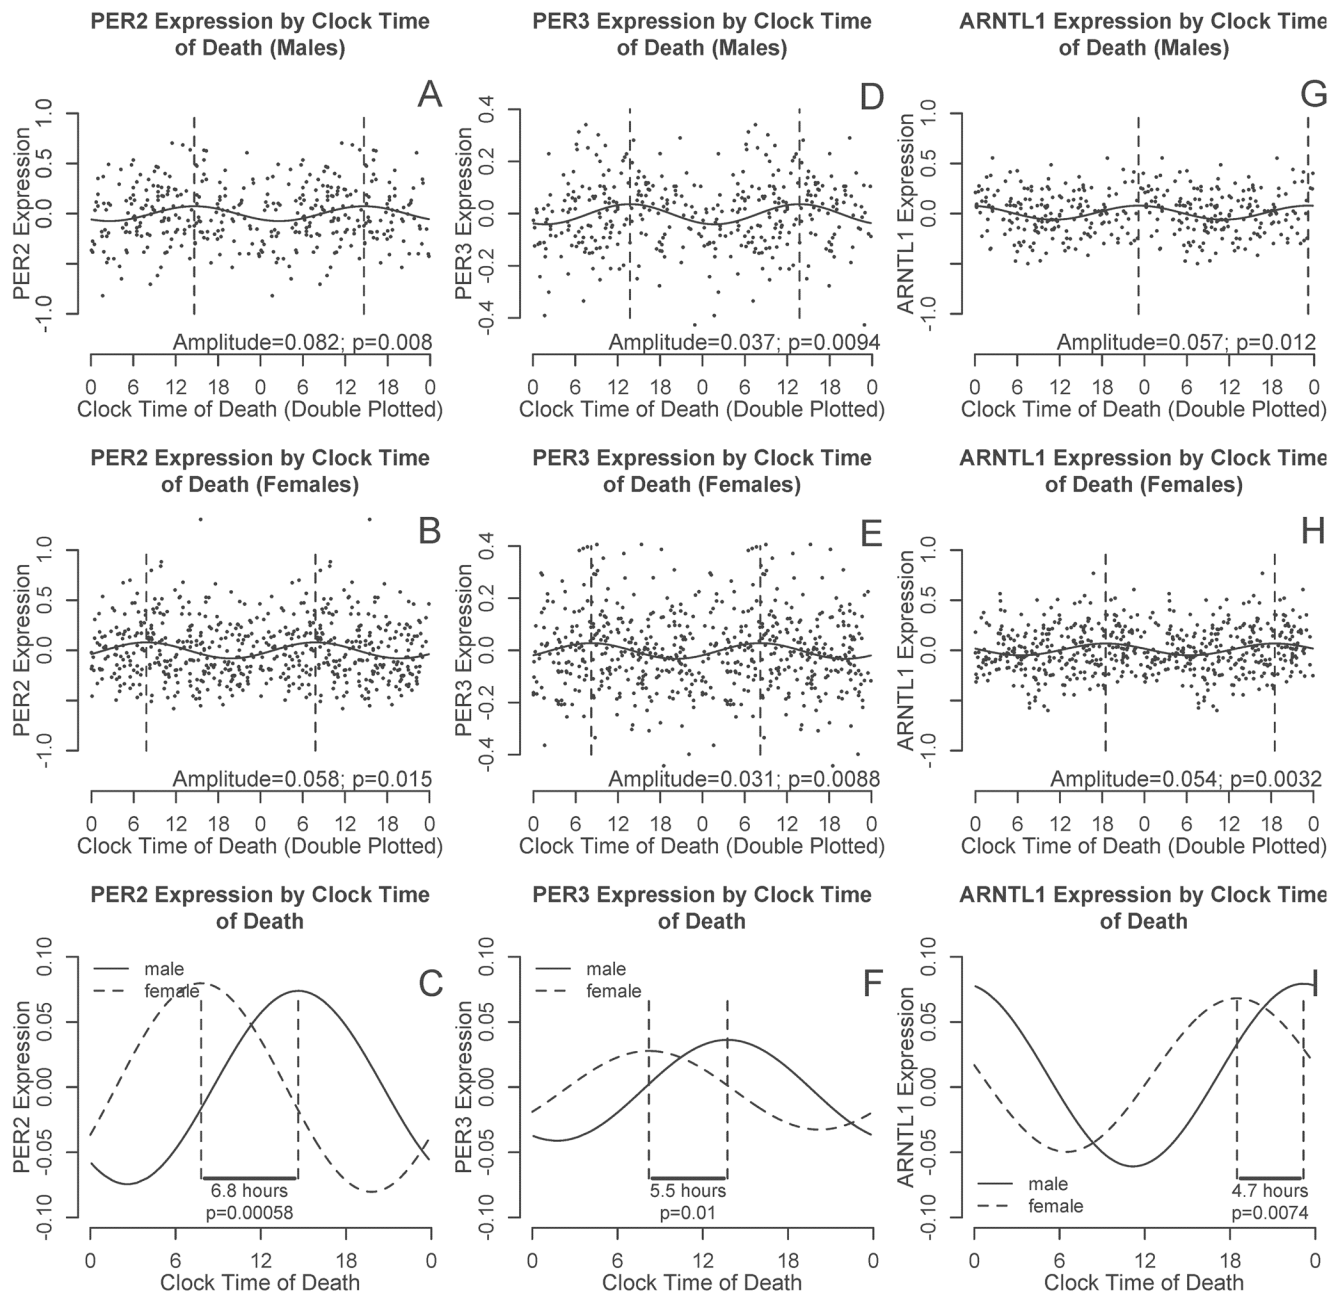 PER2 Expression by Clock Time
of Death (Males)
A
PER2 Expression
1.0
0.5
0.0
-1.0
Amplitude=0.082; p=0.008
0 6 12 18 0 6 12 18 0
Clock Time of Death (Double Plotted)
PER3 Expression by Clock Time
of Death (Males)
D
PER3 Expression
0.4
0.2
0.0
-0.2
-0.4
Amplitude=0.037; p=0.0094
0 6 12 18 0 6 12 18 0
Clock Time of Death (Double Plotted)
ARNTL1 Expression by Clock Time
of Death (Males)
G
ARNTL1 Expression
1.0
0.5
0.0
-1.0
Amplitude=0.057; p=0.012
0 6 12 18 0 6 12 18 0
Clock Time of Death (Double Plotted)
PER2 Expression by Clock Time
of Death (Females)
B
PER2 Expression
1.0
0.5
0.0
-1.0
Amplitude=0.058; p=0.015
0 6 12 18 0 6 12 18 0
Clock Time of Death (Double Plotted)
PER3 Expression by Clock Time
of Death (Females)
E
PER3 Expression
0.4
0.2
0.0
-0.2
-0.4
Amplitude=0.031; p=0.0088
0 6 12 18 0 6 12 18 0
Clock Time of Death (Double Plotted)
ARNTL1 Expression by Clock Time
of Death (Females)
H
ARNTL1 Expression
1.0
0.5
0.0
-1.0
Amplitude=0.054; p=0.0032
0 6 12 18 0 6 12 18 0
Clock Time of Death (Double Plotted)
PER2 Expression by Clock Time
of Death
C
male
female
PER2 Expression
0.10
0.05
0.00
-0.05
-0.10
6.8 hours
p=0.00058
0 6 12 18 0
Clock Time of Death
PER3 Expression by Clock Time
of Death
F
male
female
PER3 Expression
0.10
0.05
0.00
-0.05
-0.10
5.5 hours
p=0.01
0 6 12 18 0
Clock Time of Death
ARNTL1 Expression by Clock Time
of Death
I
ARNTL1 Expression
0.10
0.05
0.00
-0.05
-0.10
male
female
4.7 hours
p=0.0074
0 6 12 18 0
Clock Time of Death